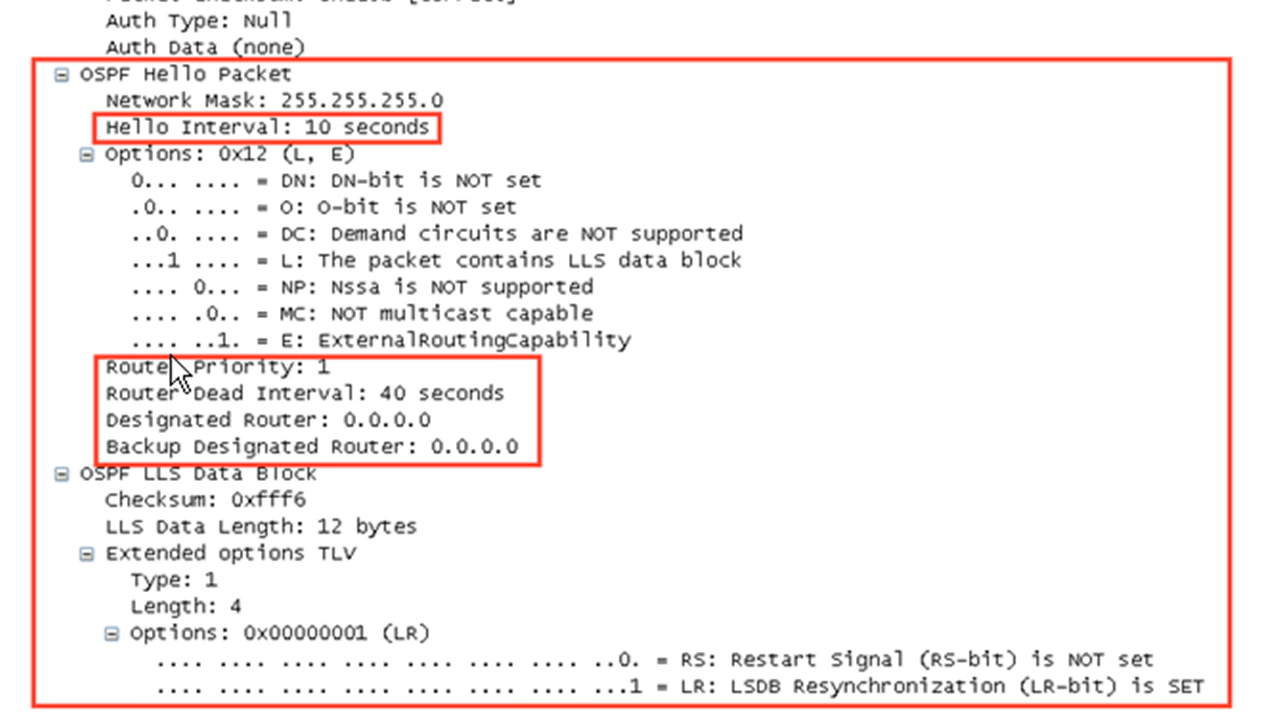 Auth Type: Null
Auth Data (none)
OSPF Hello Packet
Network Mask: 255.255.255.0
Hello Interval: 10 seconds
Options: 0x12 (L, E)
0... .... = DN: DN-bit is NOT set
.0.. .... = O: O-bit is NOT set
..0. .... = DC: Demand circuits are NOT supported
...1 .... = L: The packet contains LLS data block
.... 0... = NP: Nssa is NOT supported
.... .0.. = MC: NOT multicast capable
.... ..1. = E: ExternalRoutingCapability
Router Priority: 1
Router Dead Interval: 40 seconds
Designated Router: 0.0.0.0
Backup Designated Router: 0.0.0.0
OSPF LLS Data Block
Checksum: 0xfff6
LLS Data Length: 12 bytes
Extended options TLV
Type: 1
Length: 4
Options: 0x00000001 (LR)
.... .... .... .... .... .... .... ..0. = RS: Restart Signal (RS-bit) is NOT set
.... .... .... .... .... .... .... ...1 = LR: LSDB Resynchronization (LR-bit) is SET